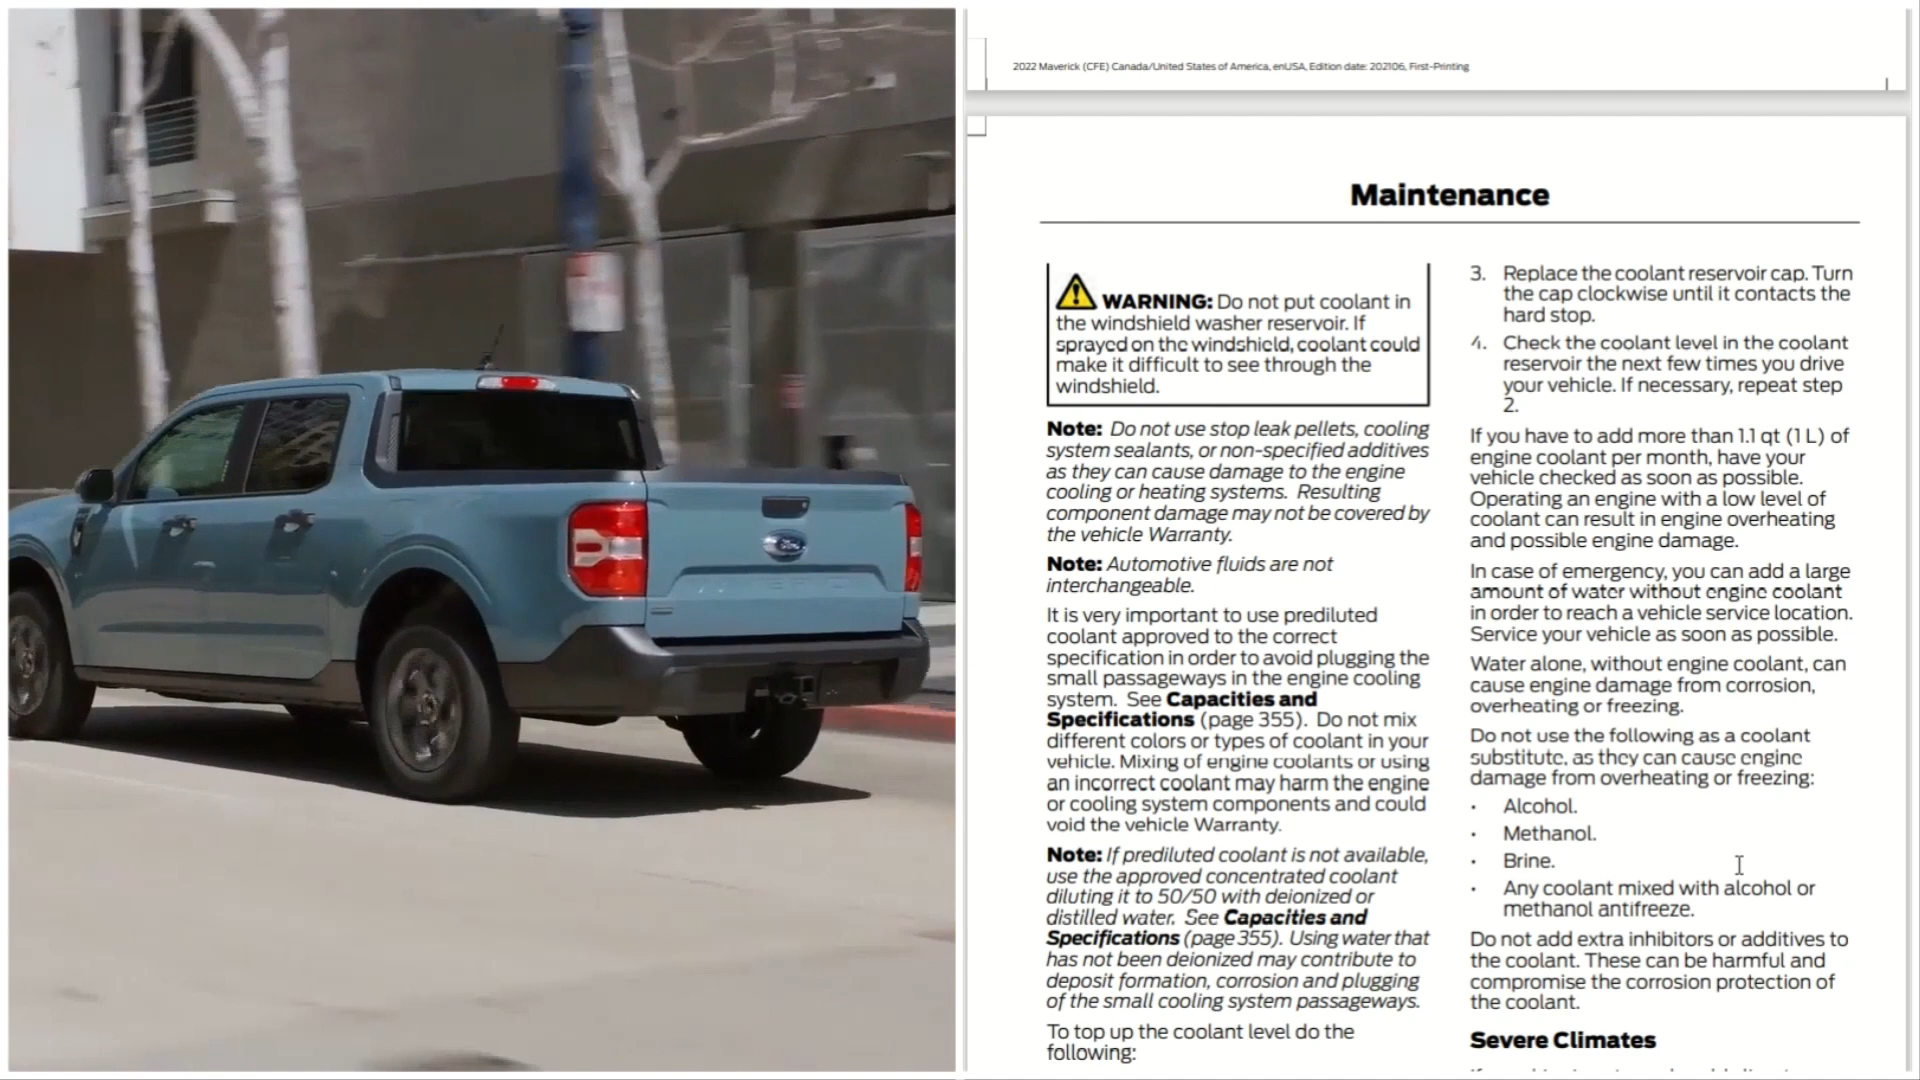 2022 Maverick (CFE) Canada/United States of America, enUSA, Edition date: 202106, First-Printing
Maintenance
WARNING: Do not put coolant in
the windshield washer reservoir. If
sprayed on the windshield, coolant could
make it difficult to see through the
windshield.
Note: Do not use stop leak pellets, cooling
system sealants, or non-specified additives
as they can cause damage to the engine
cooling or heating systems. Resulting
component damage may not be covered by
the vehicle Warranty.
Note: Automotive fluids are not
interchangeable.
It is very important to use prediluted
coolant approved to the correct
specification in order to avoid plugging the
small passageways in the engine cooling
system. See Capacities and
Specifications (page 355). Do not mix
different colors or types of coolant in your
vehicle. Mixing of engine coolants or using
an incorrect coolant may harm the engine
or cooling system components and could
void the vehicle Warranty.
Note: If prediluted coolant is not available,
use the approved concentrated coolant
diluting it to 50/50 with deionized or
distilled water. See Capacities and
Specifications (page 355). Using water that
has not been deionized may contribute to
deposit formation, corrosion and plugging
of the small cooling system passageways.
To top up the coolant level do the
following:
3. Replace the coolant reservoir cap. Turn
the cap clockwise until it contacts the
hard stop.
4. Check the coolant level in the coolant
reservoir the next few times you drive
your vehicle. If necessary, repeat step
2.
If you have to add more than 1.1 qt (1 L) of
engine coolant per month, have your
vehicle checked as soon as possible.
Operating an engine with a low level of
coolant can result in engine overheating
and possible engine damage.
In case of emergency, you can add a large
amount of water without engine coolant
in order to reach a vehicle service location.
Service your vehicle as soon as possible.
Water alone, without engine coolant, can
cause engine damage from corrosion,
overheating or freezing.
Do not use the following as a coolant
substitute, as they can cause engine
damage from overheating or freezing:
• Alcohol.
• Methanol.
• Brine.
• Any coolant mixed with alcohol or
methanol antifreeze.
Do not add extra inhibitors or additives to
the coolant. These can be harmful and
compromise the corrosion protection of
the coolant.
Severe Climates
Ford